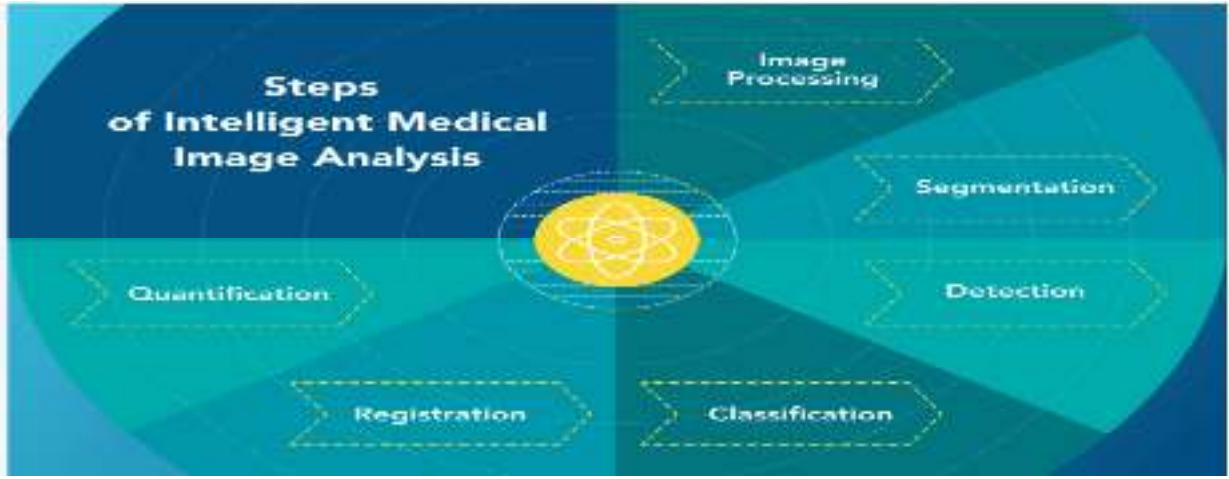 Steps
of Intelligent Medical
Image Analysis
Image
Processing
Segmentation
Detection
Classification
Registration
Quantification